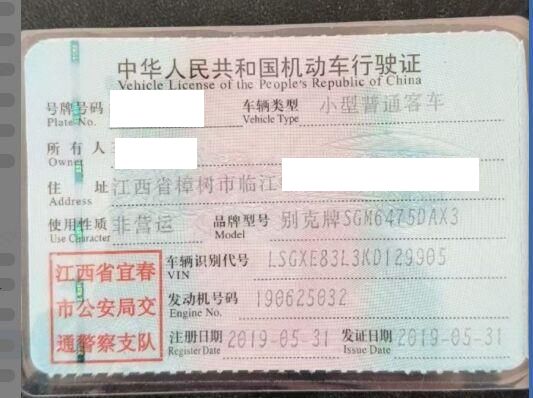 中华人民共和国机动车行驶证
Vehicle License of the People's Republic of China
号牌号码 车辆类型 小型普通客车
Plate No. Vehicle Type
所有人
Owner
住址 江西省樟树市临江
Address
使用性质 非营运 品牌型号 别克牌SGM6475DAX3
Use Character Model
车辆识别代号 LSGXE83L3KD129905
VIN
发动机号码 190625032
Engine No.
注册日期 2019-05-31 发证日期 2019-05-31
Register Date Issue Date
江西省宜春
市公安局交
通警察支队